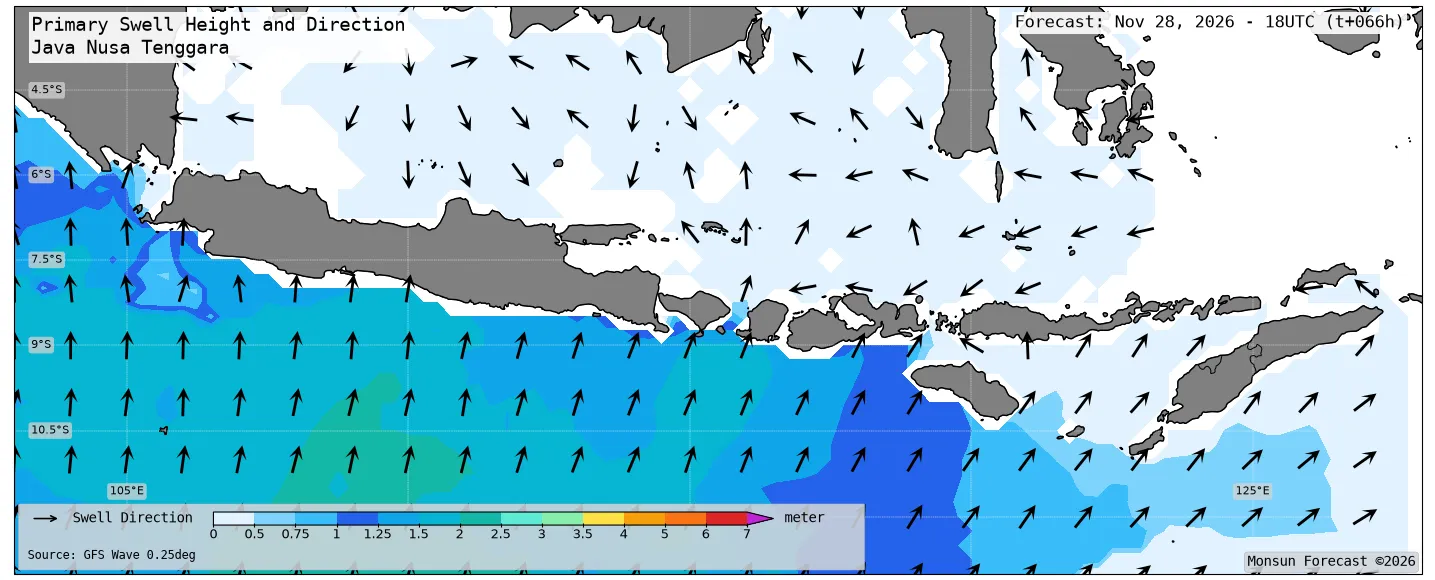 Primary Swell Height and Direction
Java Nusa Tenggara
Forecast: Nov 28, 2026 - 18UTC (t+066h)
4.5°S
6°S
7.5°S
9°S
10.5°S
105°E
125°E
Swell Direction
0 0.5 0.75 1 1.25 1.5 2 2.5 3 3.5 4 5 6 7
meter
Source: GFS Wave 0.25deg
Monsun Forecast ©2026